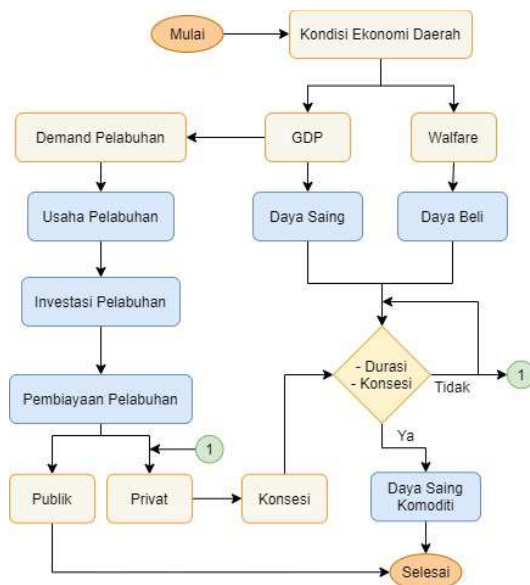 Mulai
Kondisi Ekonomi Daerah
Demand Pelabuhan
GDP
Walfare
Usaha Pelabuhan
Daya Saing
Daya Beli
Investasi Pelabuhan
- Durasi
- Konsesi
Tidak
1
Pembiayaan Pelabuhan
1
Ya
Publik
Privat
Konsesi
Daya Saing
Komoditi
Selesai